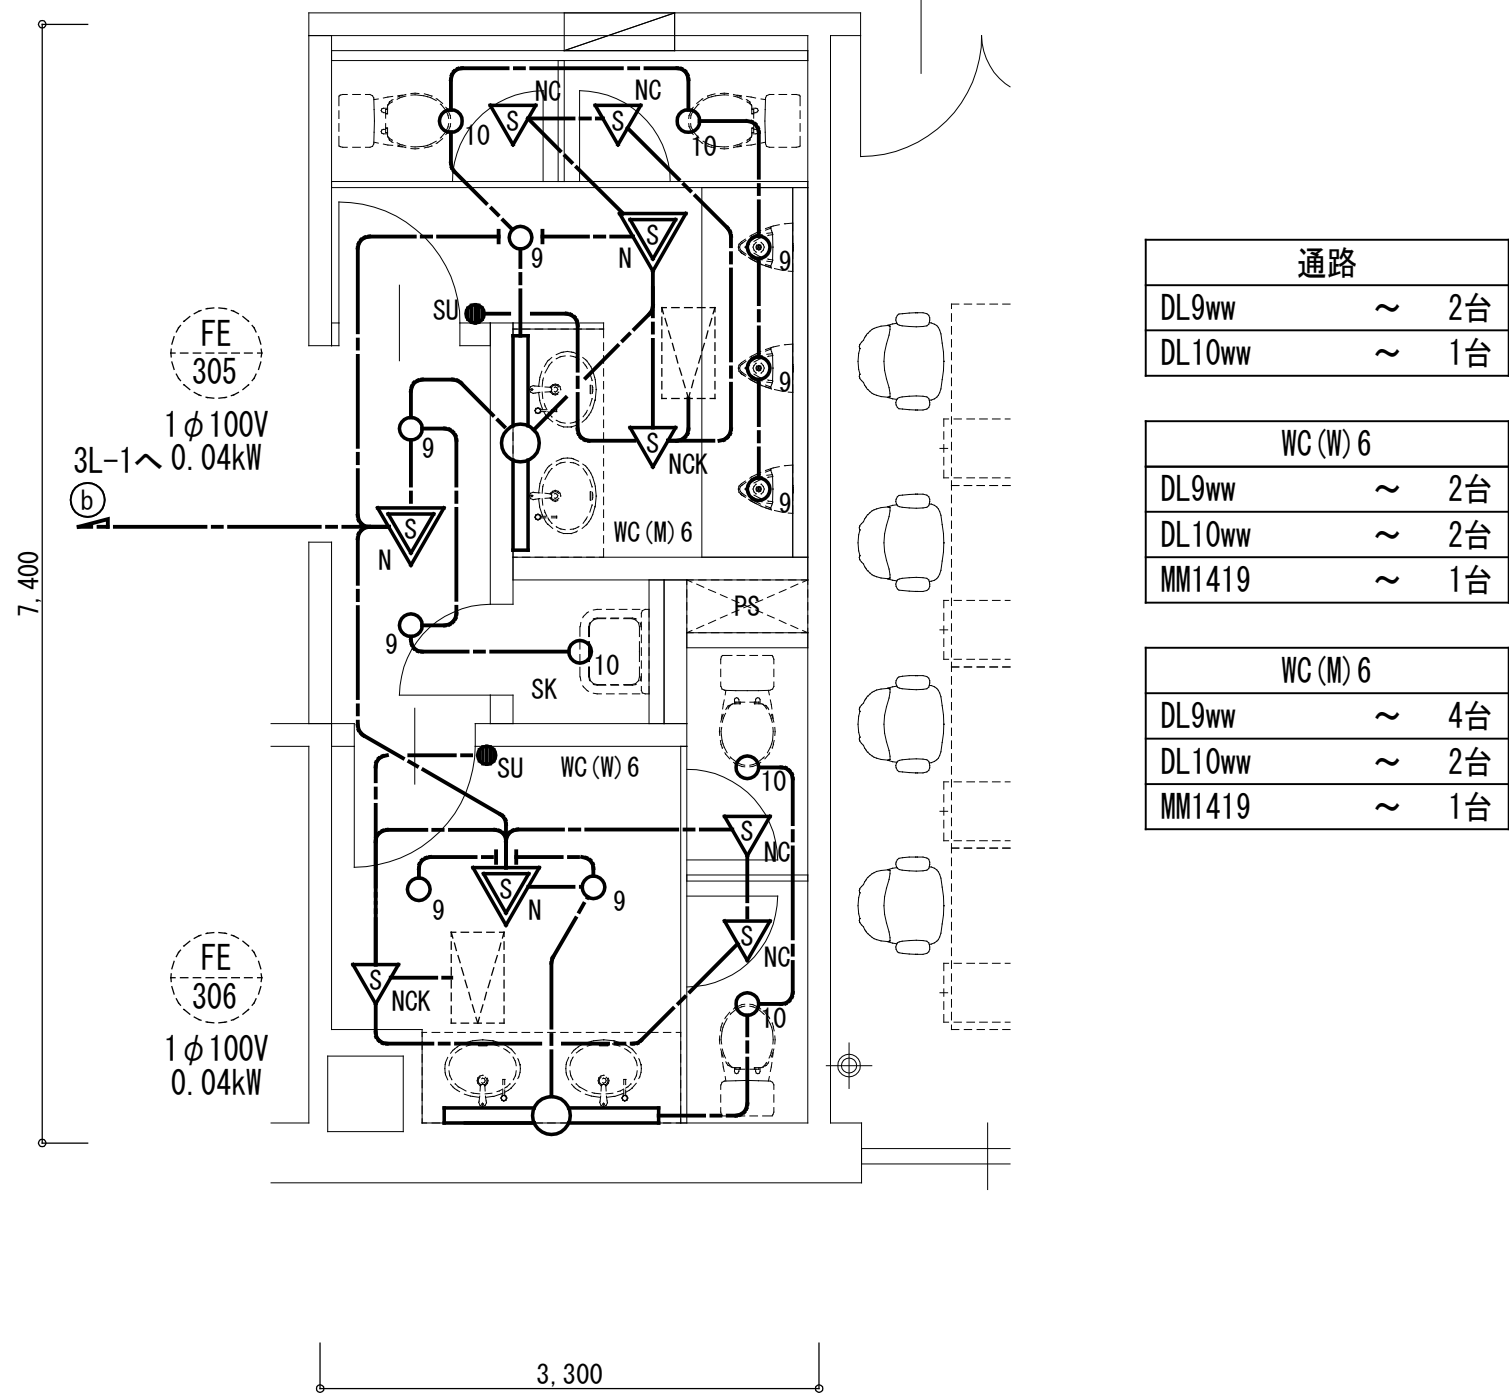 NC
NC
S
S
10
10
S
N
9
9
SU
FE
305
1φ100V
0.04kW
3L-1へ
b
9
9
S
NCK
9
S
N
WC(M)6
7,400
PS
9
10
SK
SU
WC(W)6
10
S
NC
S
N
9
9
S
NC
FE
306
1φ100V
0.04kW
S
NCK
10
3,300
通路
DL9ww ～ 2台
DL10ww ～ 1台
WC(W)6
DL9ww ～ 2台
DL10ww ～ 2台
MM1419 ～ 1台
WC(M)6
DL9ww ～ 4台
DL10ww ～ 2台
MM1419 ～ 1台